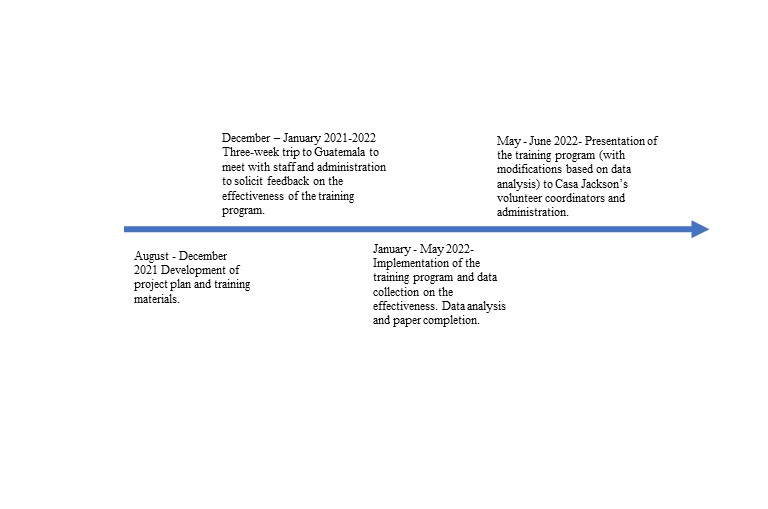 December – January 2021-2022
Three-week trip to Guatemala to
meet with staff and administration
to solicit feedback on the
effectiveness of the training
program.
May - June 2022- Presentation of
the training program (with
modifications based on data
analysis) to Casa Jackson’s
volunteer coordinators and
administration.
August - December
2021 Development of
project plan and training
materials.
January - May 2022-
Implementation of the
training program and data
collection on the
effectiveness. Data analysis
and paper completion.